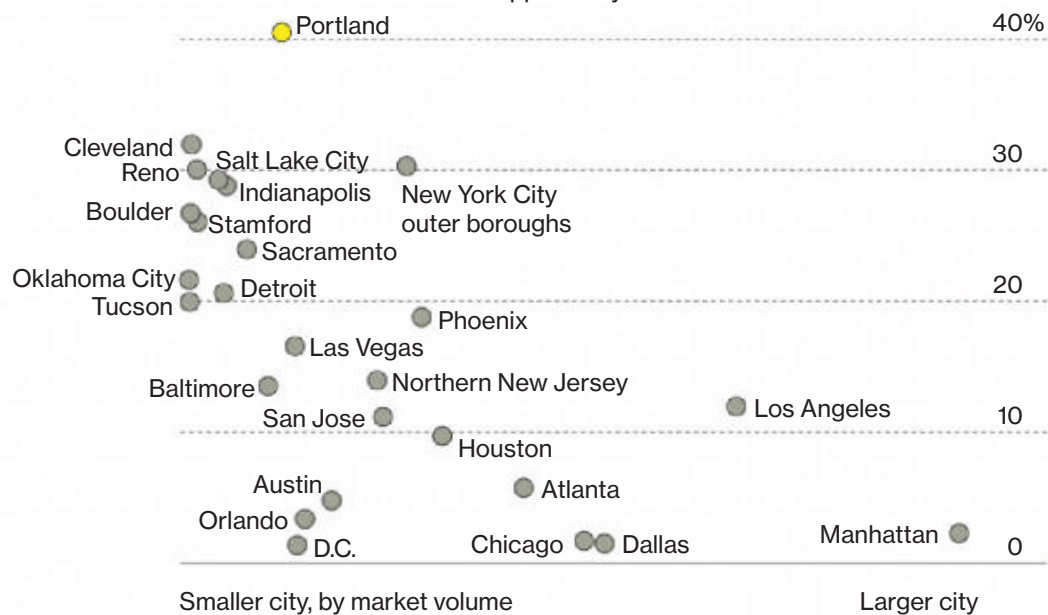 Portland
40%
Cleveland
Salt Lake City
30
Reno
Indianapolis
New York City
outer boroughs
Boulder
Stamford
Sacramento
Oklahoma City
Detroit
20
Tucson
Phoenix
Las Vegas
Northern New Jersey
Baltimore
Los Angeles
San Jose
10
Houston
Austin
Atlanta
Orlando
Manhattan
D.C.
Chicago
Dallas
0
Smaller city, by market volume
Larger city